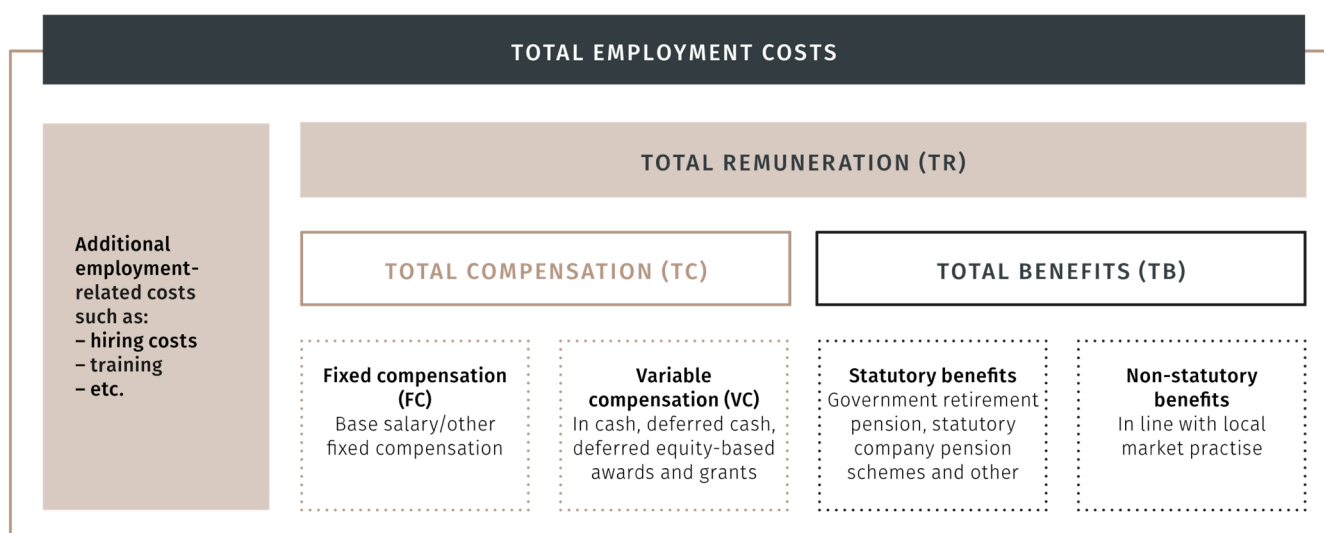 TOTAL EMPLOYMENT COSTS
TOTAL REMUNERATION (TR)
Additional
employment-
related costs
such as:
– hiring costs
– training
– etc.
TOTAL COMPENSATION (TC)
TOTAL BENEFITS (TB)
Fixed compensation
(FC)
Base salary/other
fixed compensation
Variable
compensation (VC)
In cash, deferred cash,
deferred equity-based
awards and grants
Statutory benefits
Government retirement
pension, statutory
company pension
schemes and other
Non-statutory
benefits
In line with local
market practise